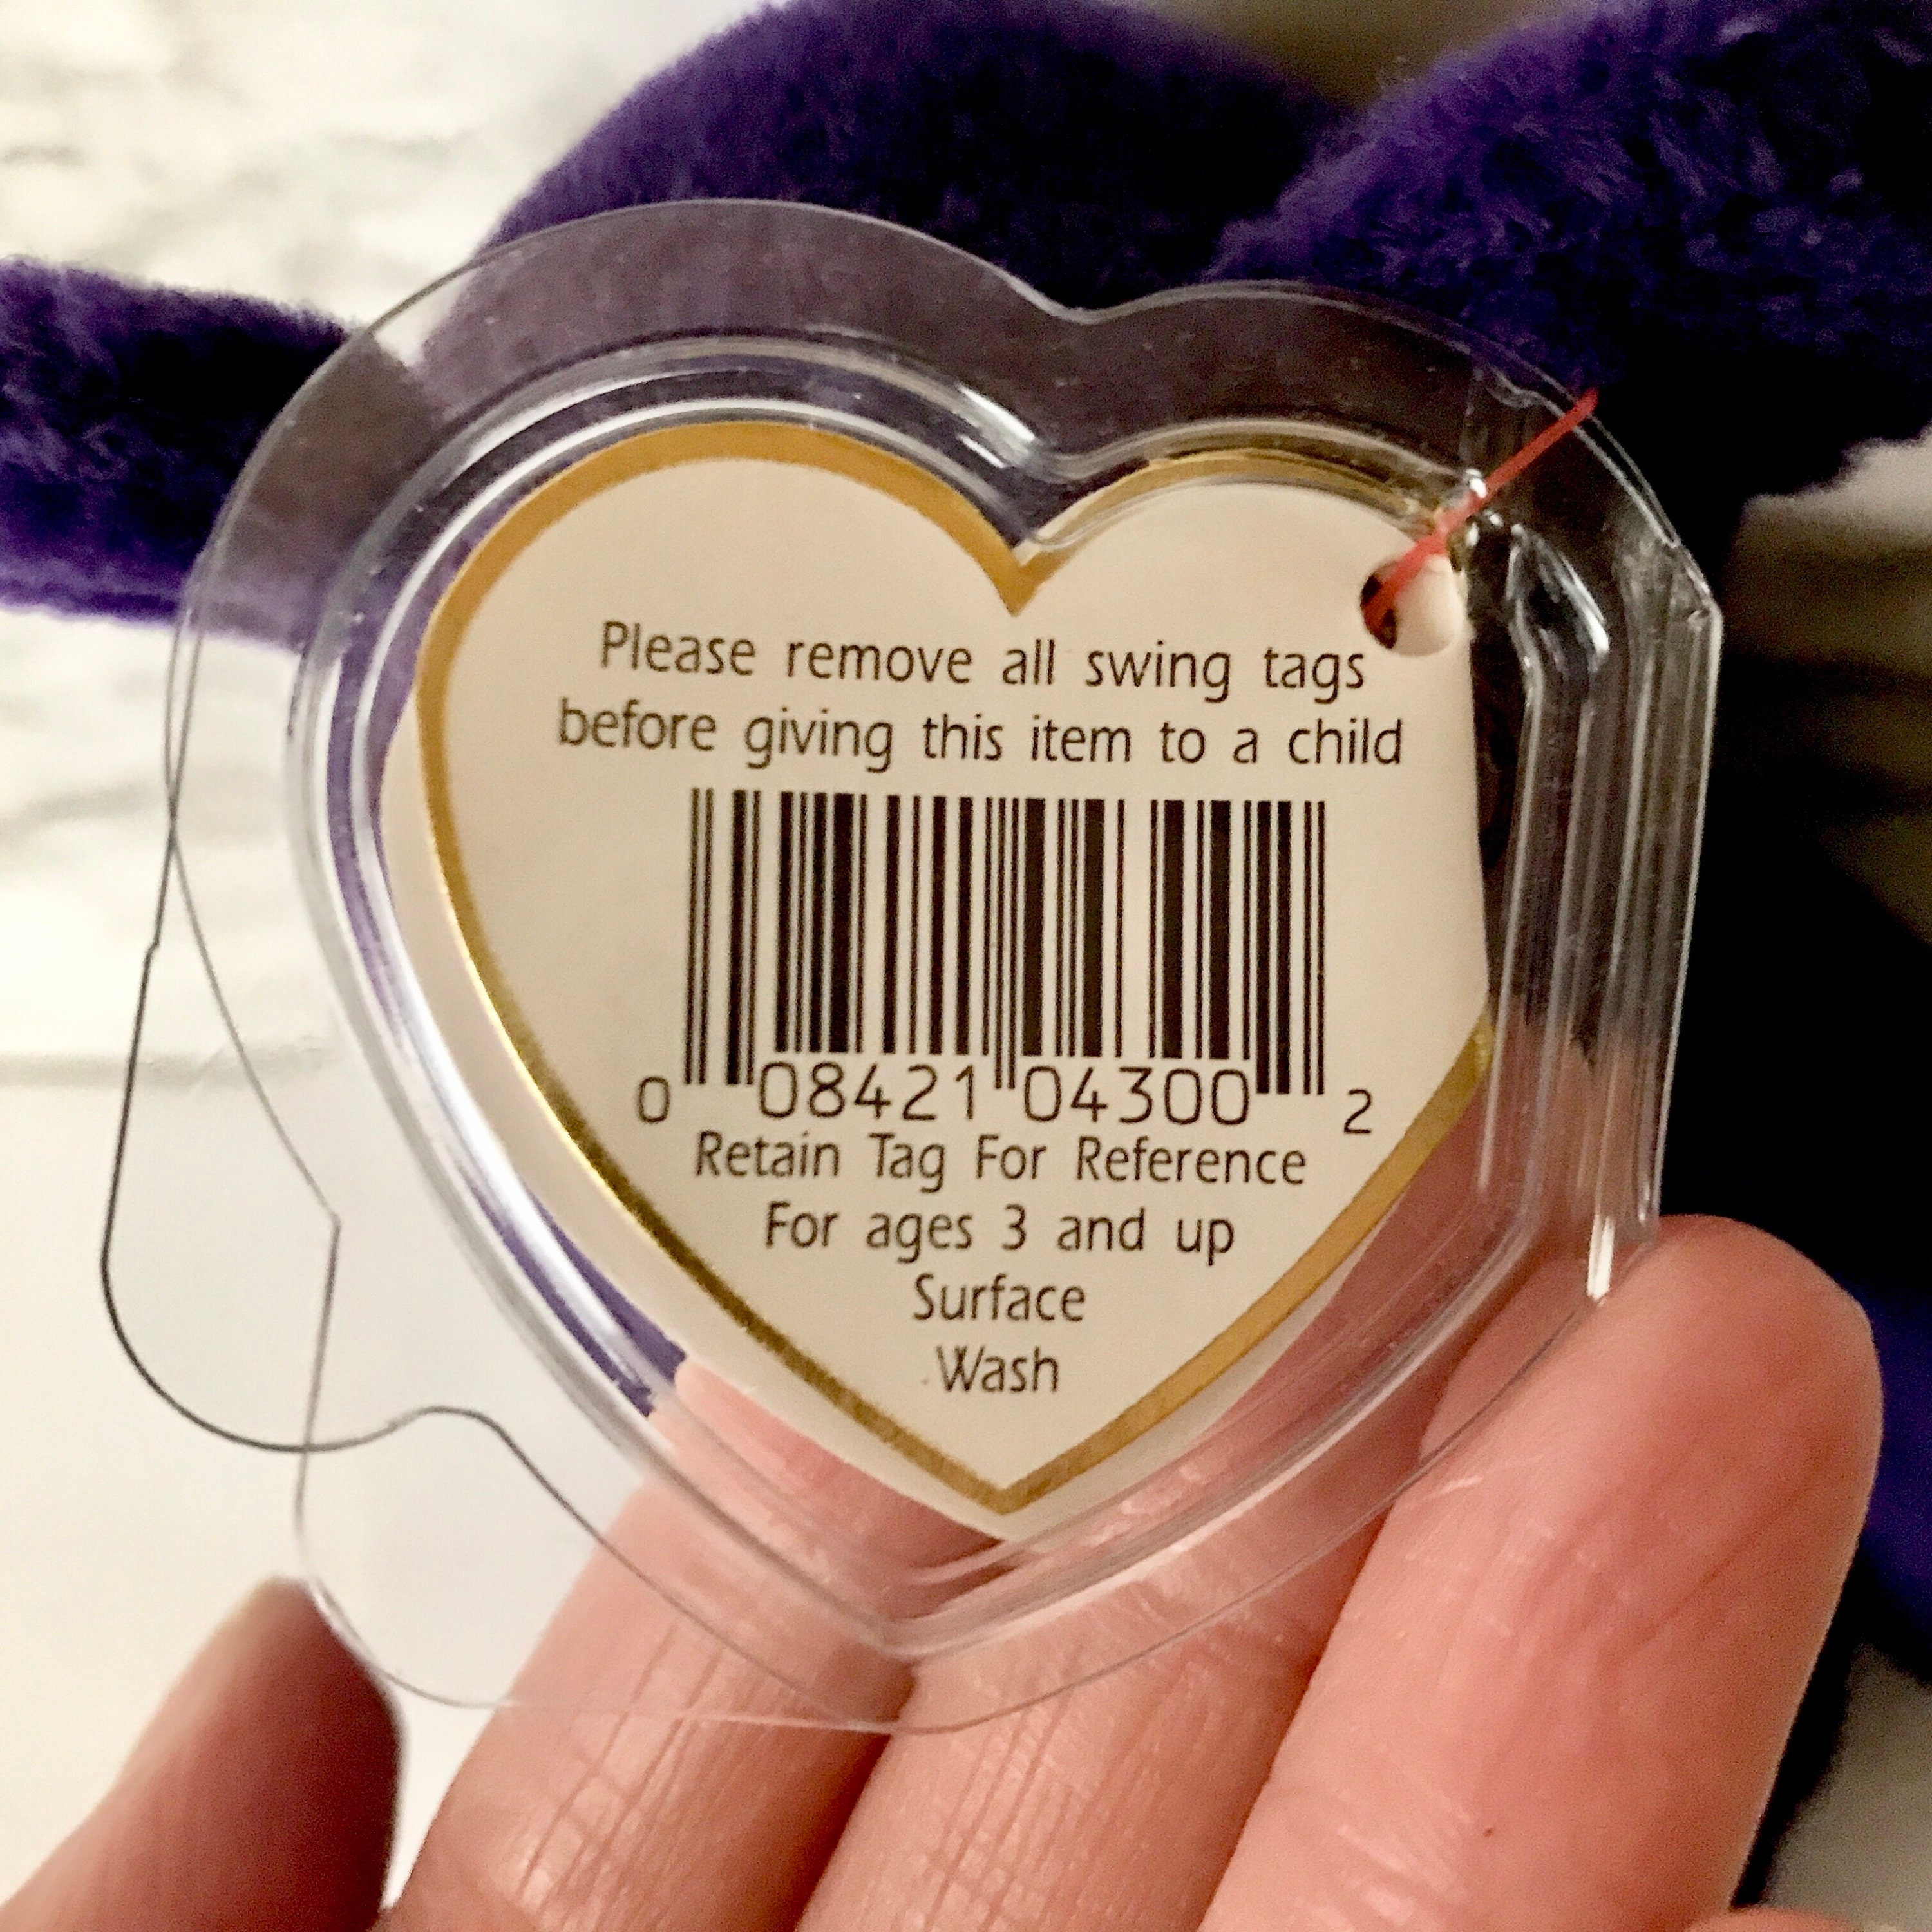 Please remove all swing tags
before giving this item to a child
0 08421 04300 2
Retain Tag For Reference
For ages 3 and up
Surface
Wash